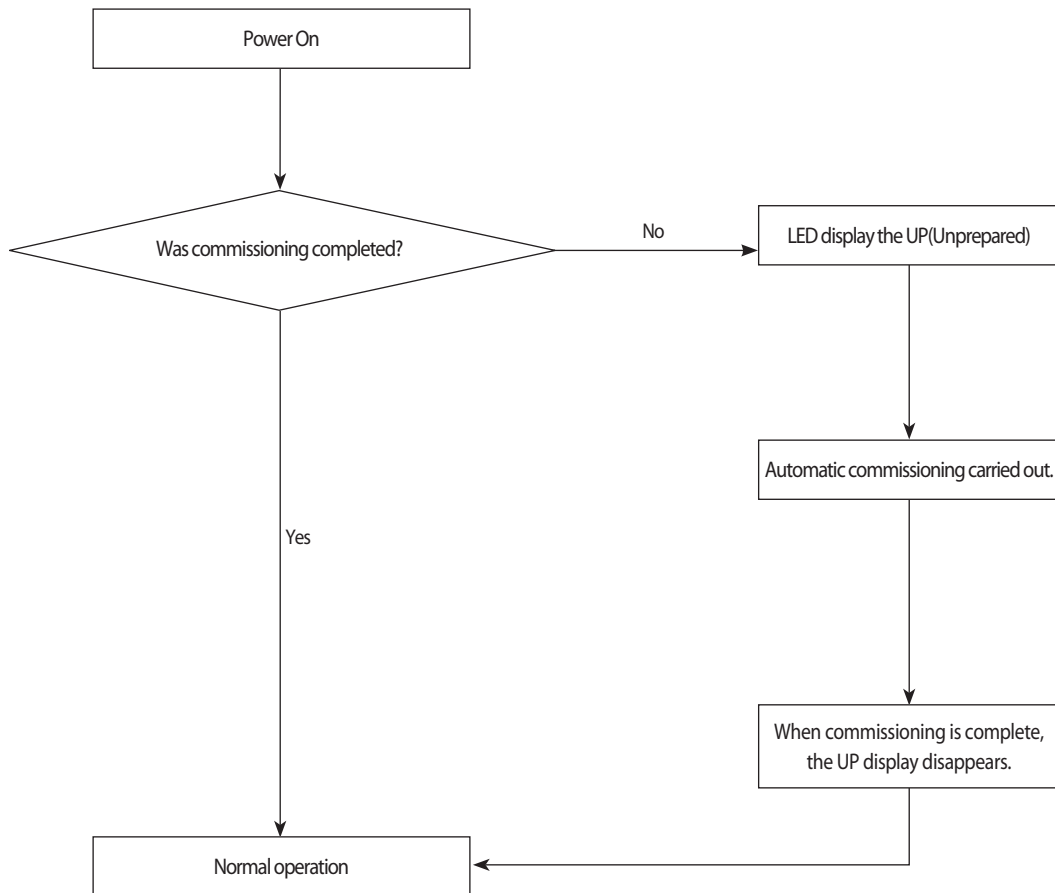 Power On
Was commissioning completed?
No
LED display the UP(Unprepared)
Automatic commissioning carried out.
Yes
When commissioning is complete,
the UP display disappears.
Normal operation